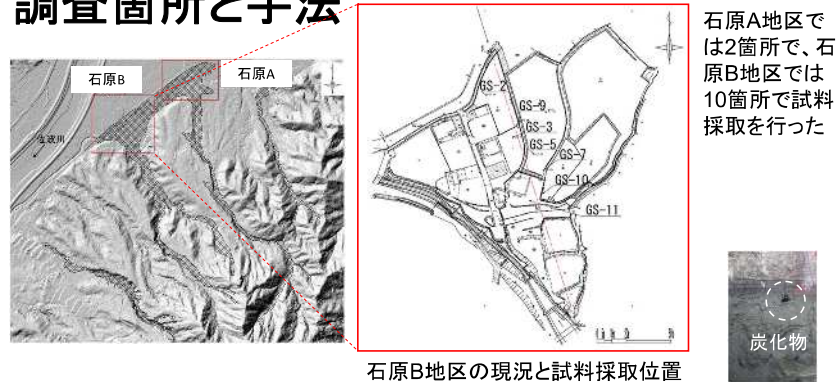 調査箇所と手法
石原B
石原A
佐波川
GS-2
GS-9
GS-3
GS-5
GS-7
GS-10
GS-11
石原B地区の現況と試料採取位置
石原A地区で
は2箇所で、石
原B地区では
10箇所で試料
採取を行った
炭化物